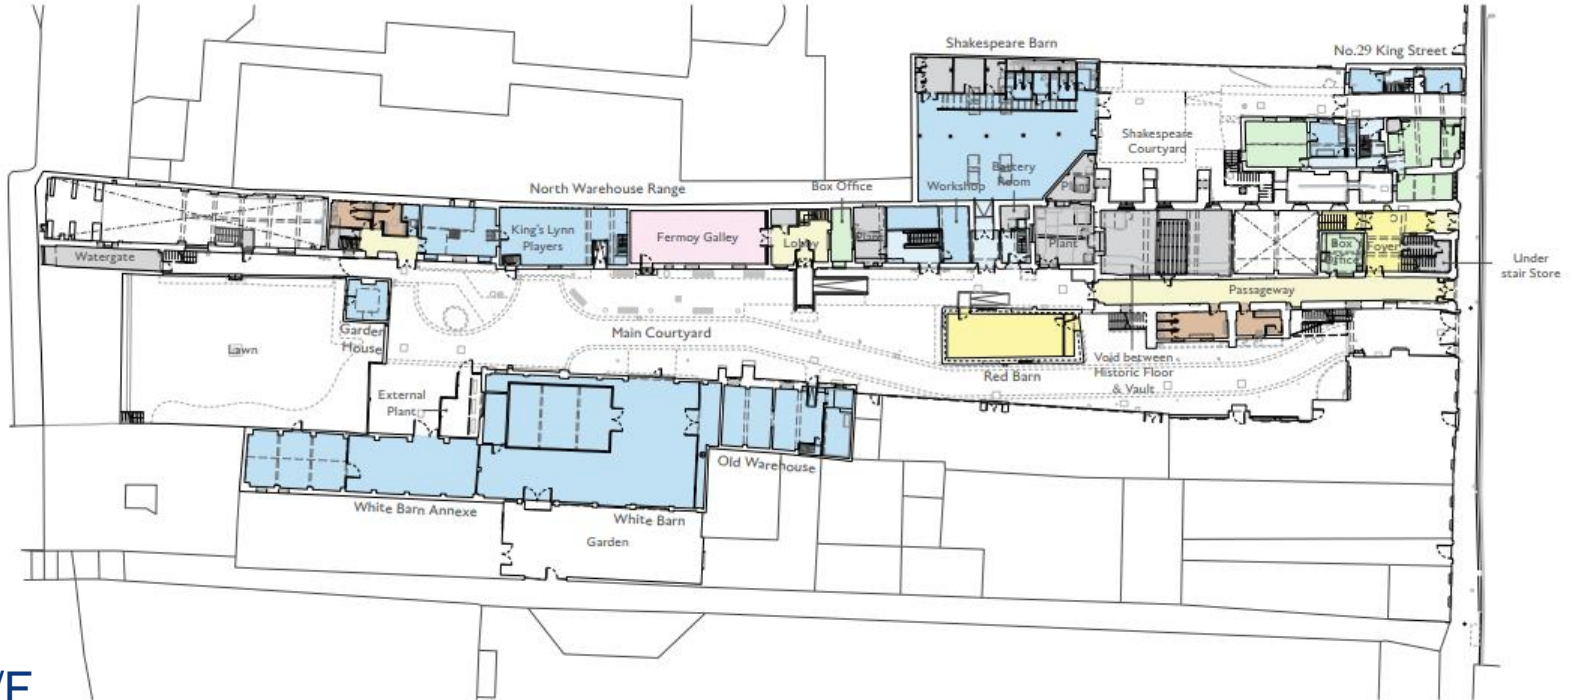 Shakespeare Barn
No.29 King Street
Shakespeare
Courtyard
Battery
Room
North Warehouse Range
Box Office
Workshop
King's Lynn
Players
Fermoy Galley
Lobby
Plant
Box
Office
Foyer
Watergate
Under
stair Store
Passageway
Garden
House
Main Courtyard
Lawn
Void between
Historic Floor
& Vault
Red Barn
External
Plant
Old Warehouse
White Barn Annexe
White Barn
Garden
/F